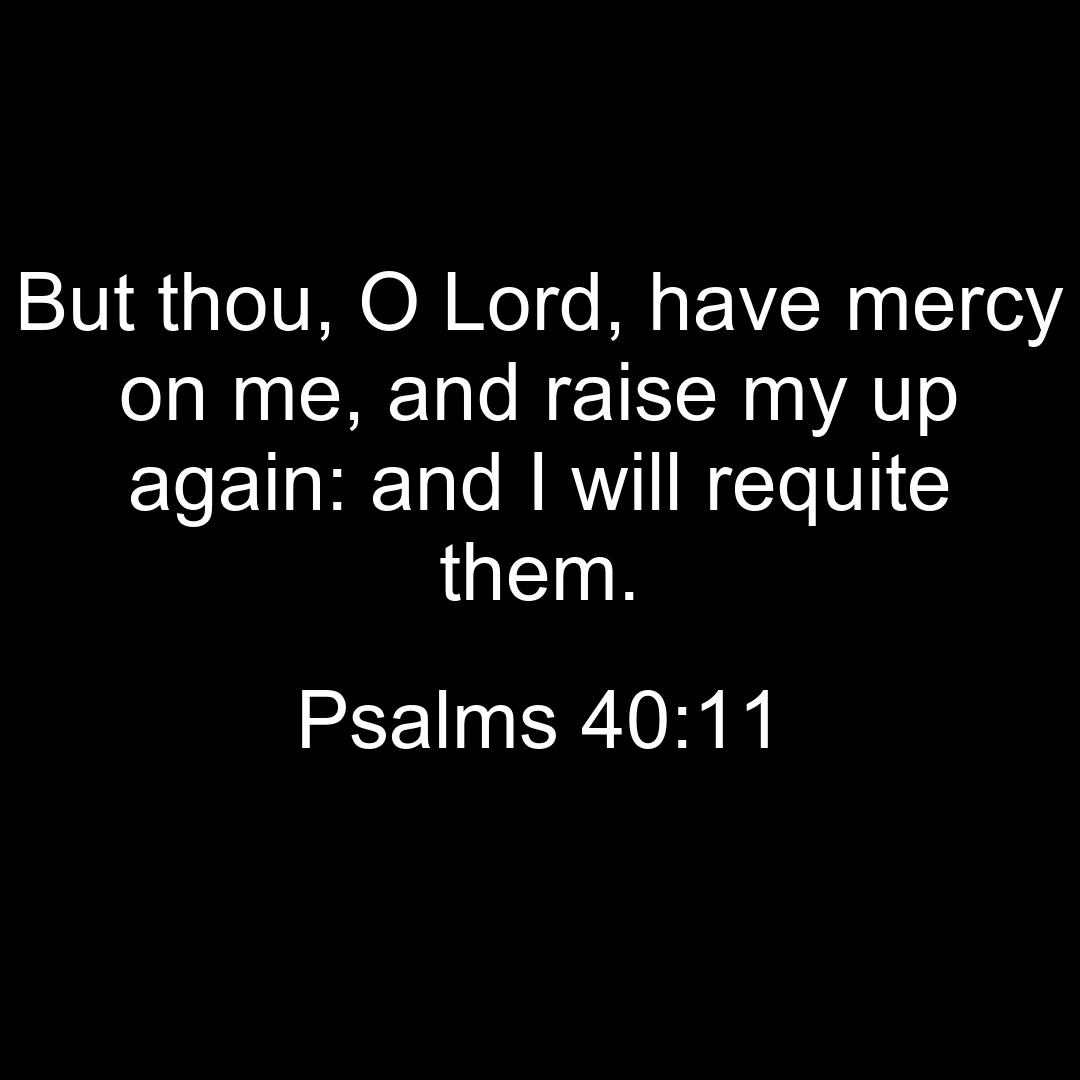 But thou, O Lord, have mercy
on me, and raise my up
again: and I will requite
them.
Psalms 40:11